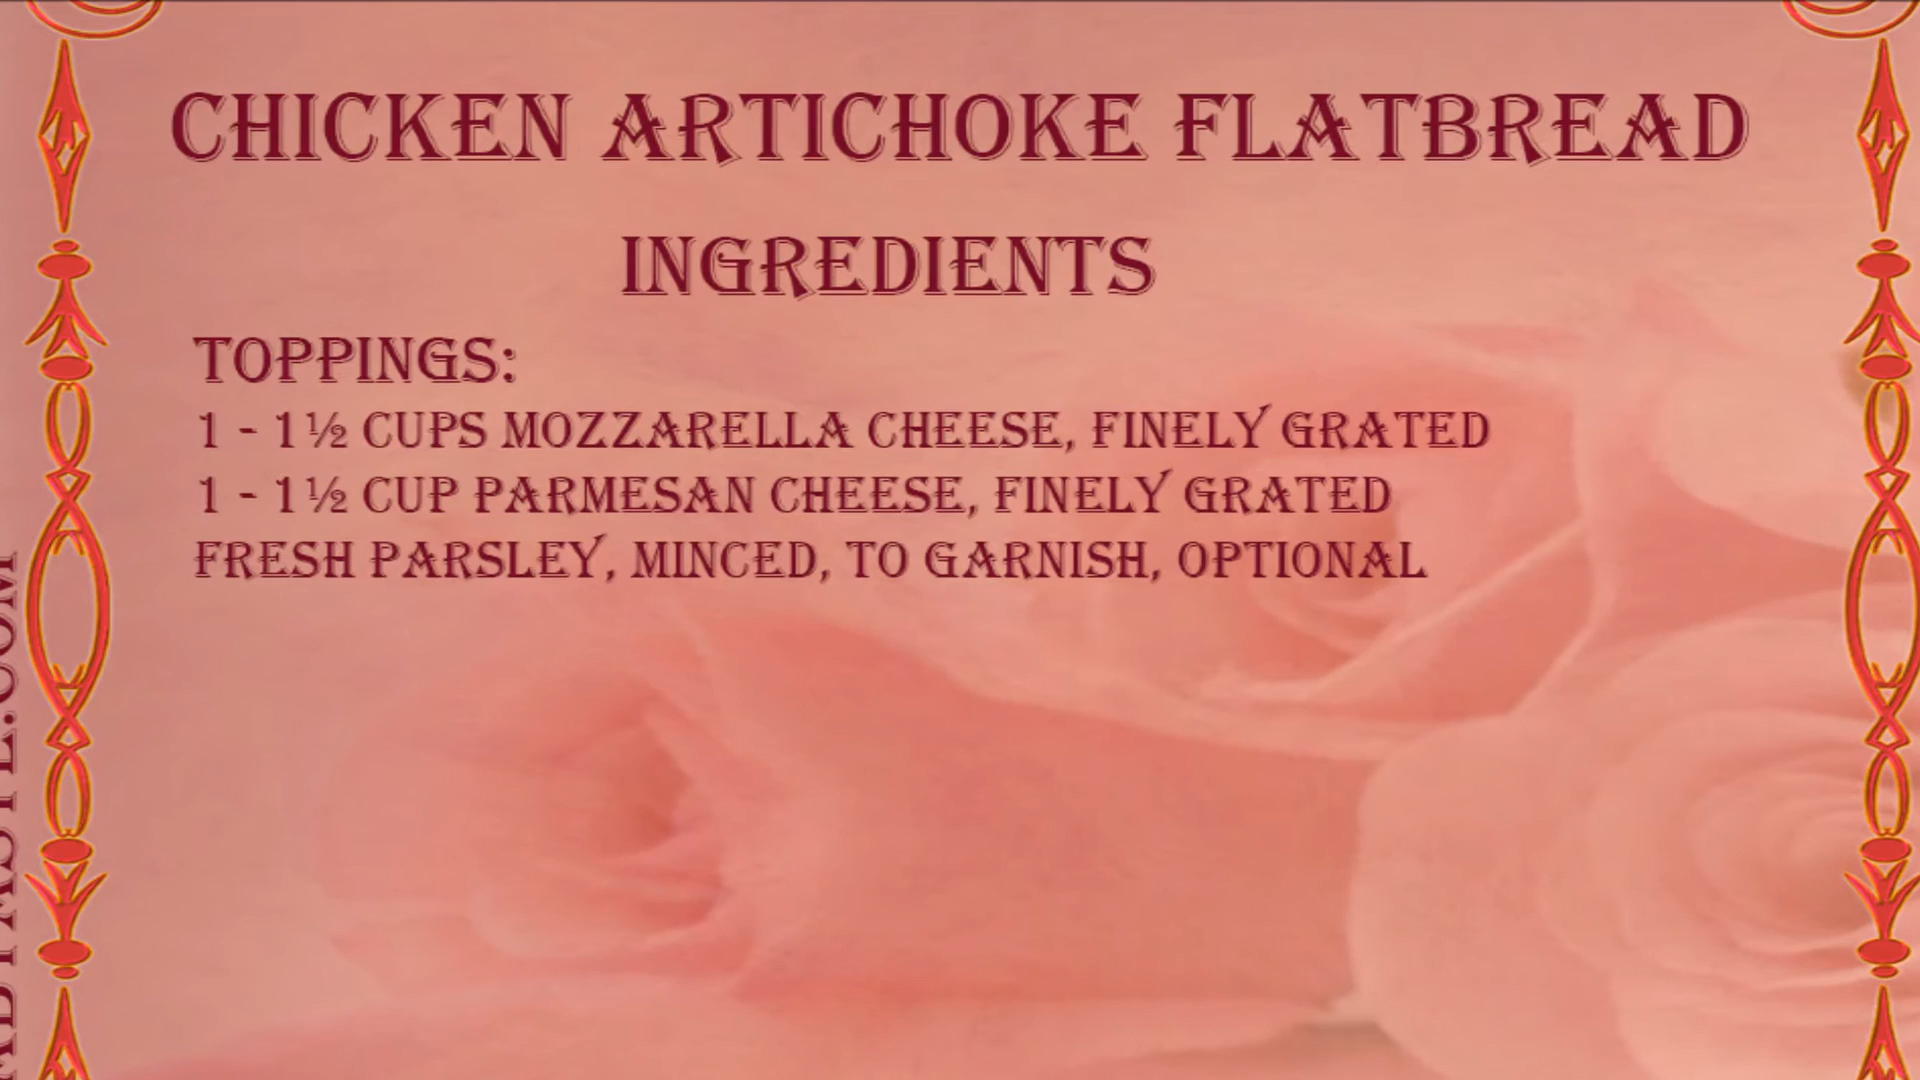 CHICKEN ARTICHOKE FLATBREAD
INGREDIENTS
TOPPINGS:
1 - 1½ CUPS MOZZARELLA CHEESE, FINELY GRATED
1 - 1½ CUP PARMESAN CHEESE, FINELY GRATED
FRESH PARSLEY, MINCED, TO GARNISH, OPTIONAL